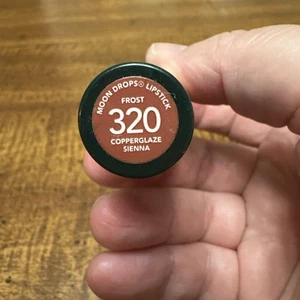 MOON DROPS® LIPSTICK
FROST
320
COPPERGLAZE
SIENNA